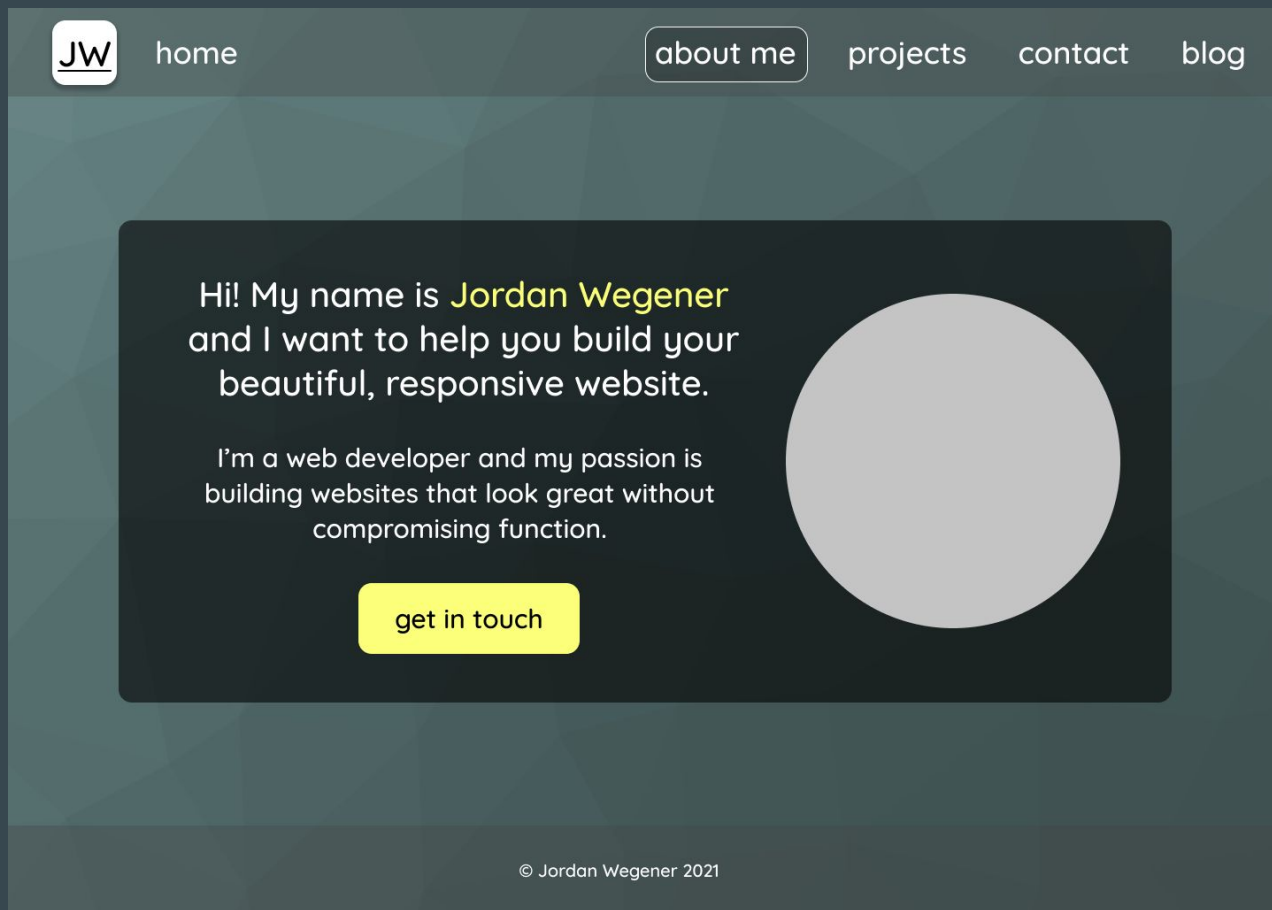 JW home about me projects contact blog
Hi! My name is Jordan Wegener
and I want to help you build your
beautiful, responsive website.
I’m a web developer and my passion is
building websites that look great without
compromising function.
get in touch
© Jordan Wegener 2021